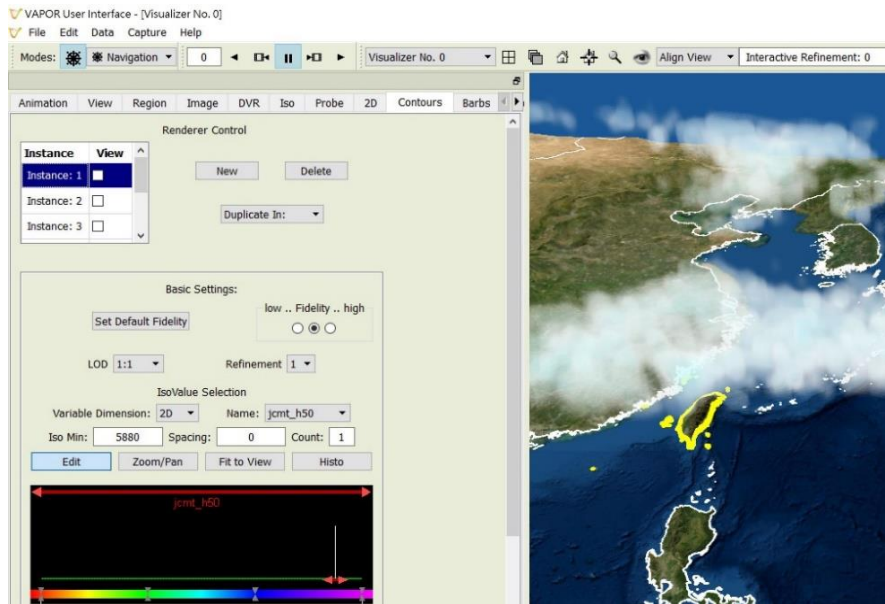 VAPOR User Interface - [Visualizer No. 0]
File Edit Data Capture Help
Modes: Navigation 0 Visualizer No. 0 Align View Interactive Refinement: 0
Animation View Region Image DVR Iso Probe 2D Contours Barbs
Renderer Control
Instance View
Instance: 1
New Delete
Instance: 2
Duplicate In:
Instance: 3
Basic Settings:
low .. Fidelity .. high
Set Default Fidelity
LOD 1:1 Refinement 1
IsoValue Selection
Variable Dimension: 2D Name: jcmt_h50
Iso Min: 5880 Spacing: 0 Count: 1
Edit Zoom/Pan Fit to View Histo
jcmt_h50